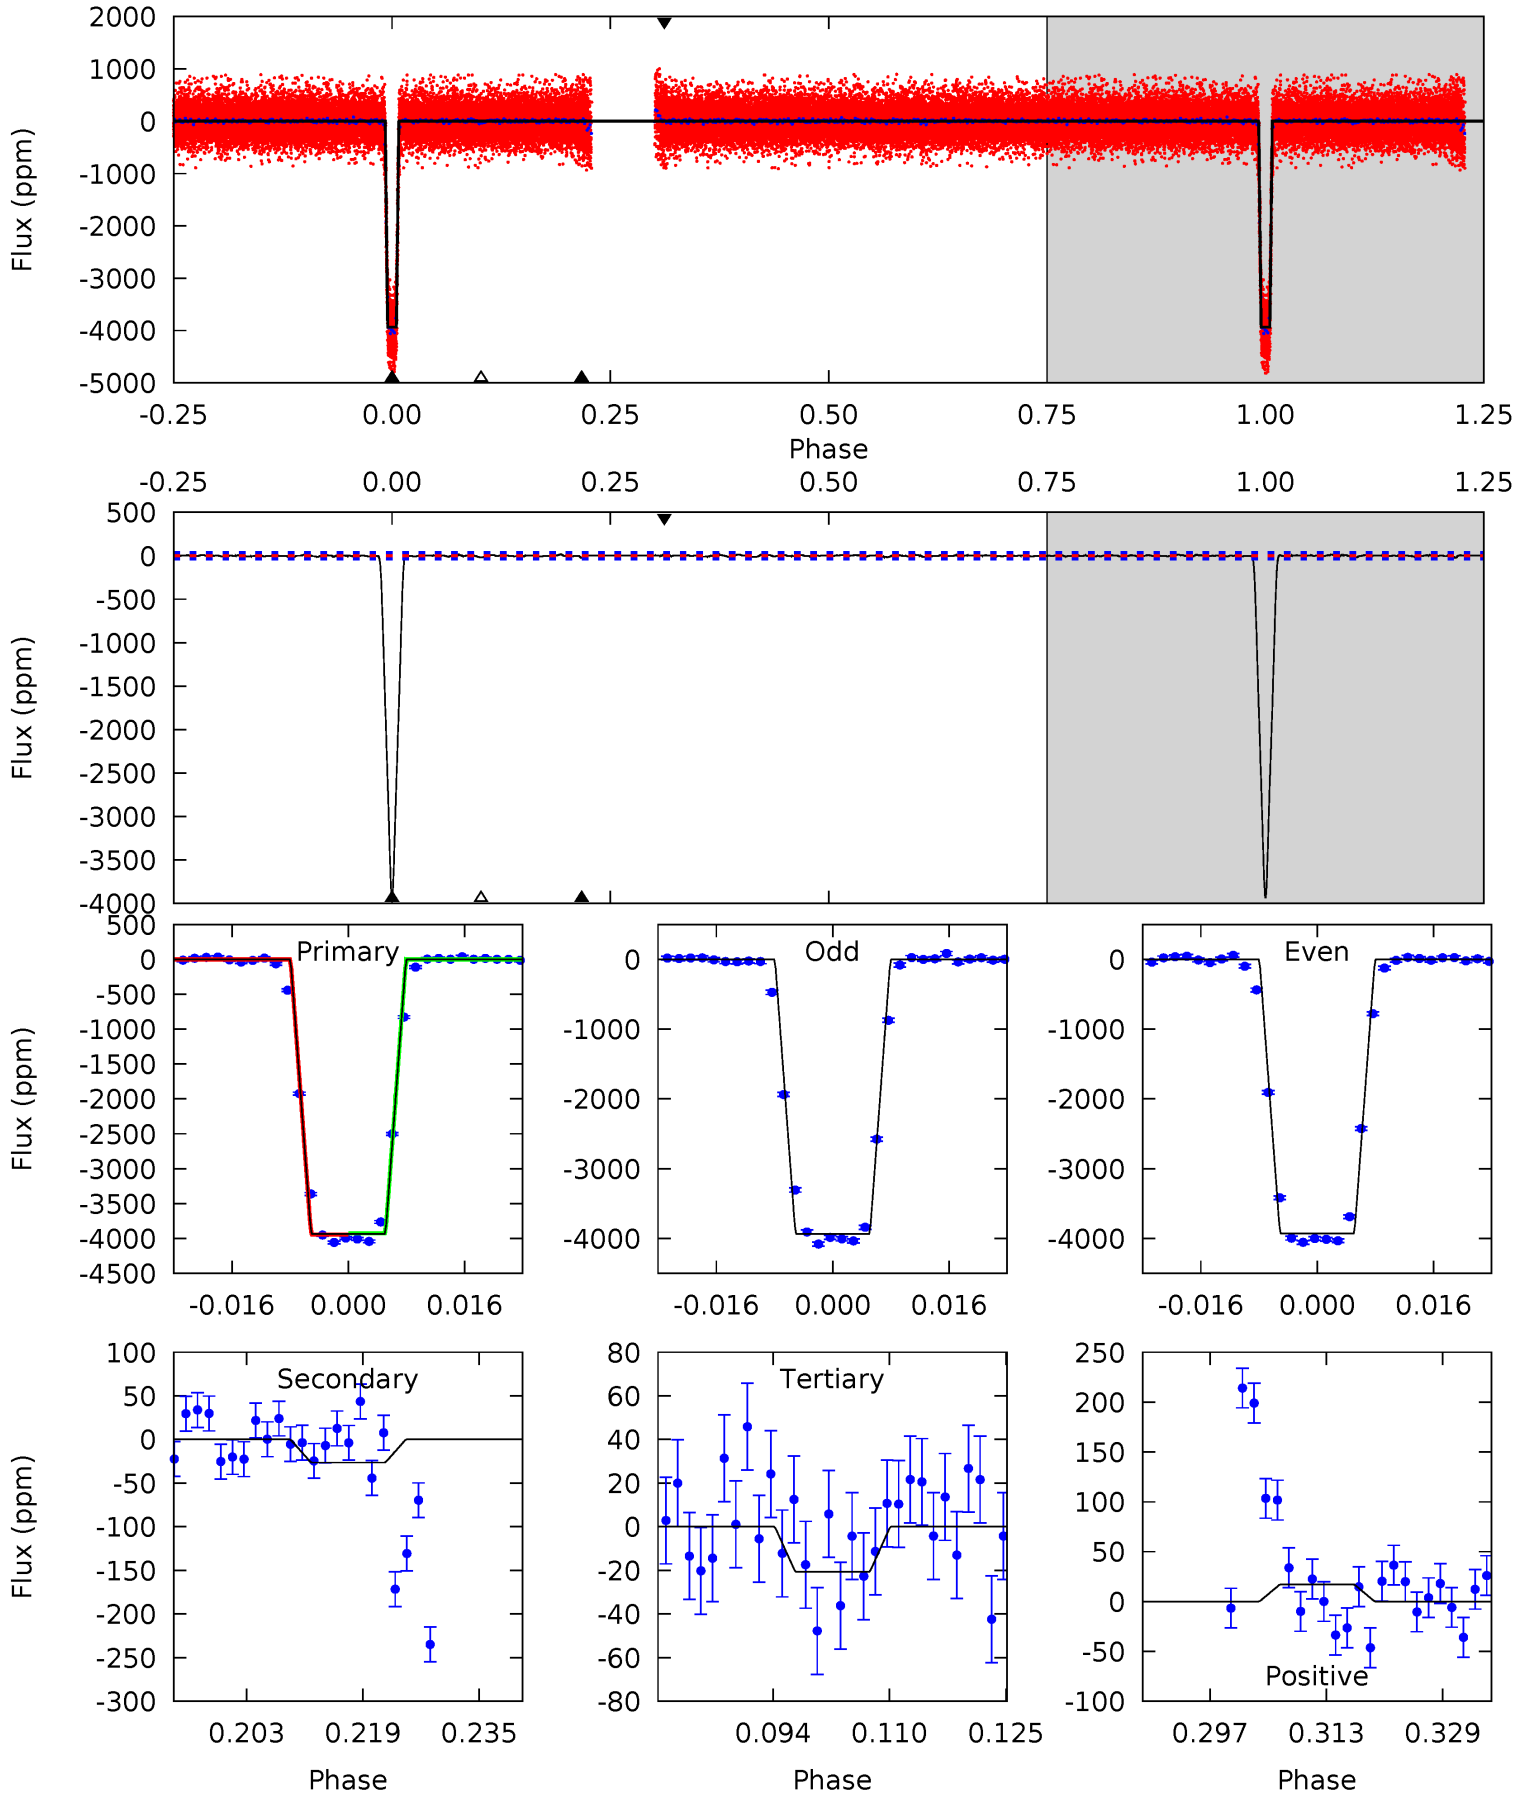 2000
1000
0
-1000
-2000
-3000
-4000
-5000
Flux (ppm)
-0.25 0.00 0.25 0.50 0.75 1.00 1.25
Phase
-0.25 0.00 0.25 0.50 0.75 1.00 1.25
500
0
-500
-1000
-1500
-2000
-2500
-3000
-3500
-4000
Flux (ppm)
Primary
500
0
-500
-1000
-1500
-2000
-2500
-3000
-3500
-4000
-4500
Flux (ppm)
-0.016 0.000 0.016
Odd
0
-1000
-2000
-3000
-4000
-0.016 0.000 0.016
Even
0
-1000
-2000
-3000
-4000
-0.016 0.000 0.016
Secondary
100
50
0
-50
-100
-150
-200
-250
-300
Flux (ppm)
0.203 0.219 0.235
Phase
Tertiary
80
60
40
20
0
-20
-40
-60
-80
0.094 0.110 0.125
Phase
250
200
150
100
50
0
-50
-100
Positive
0.297 0.313 0.329
Phase